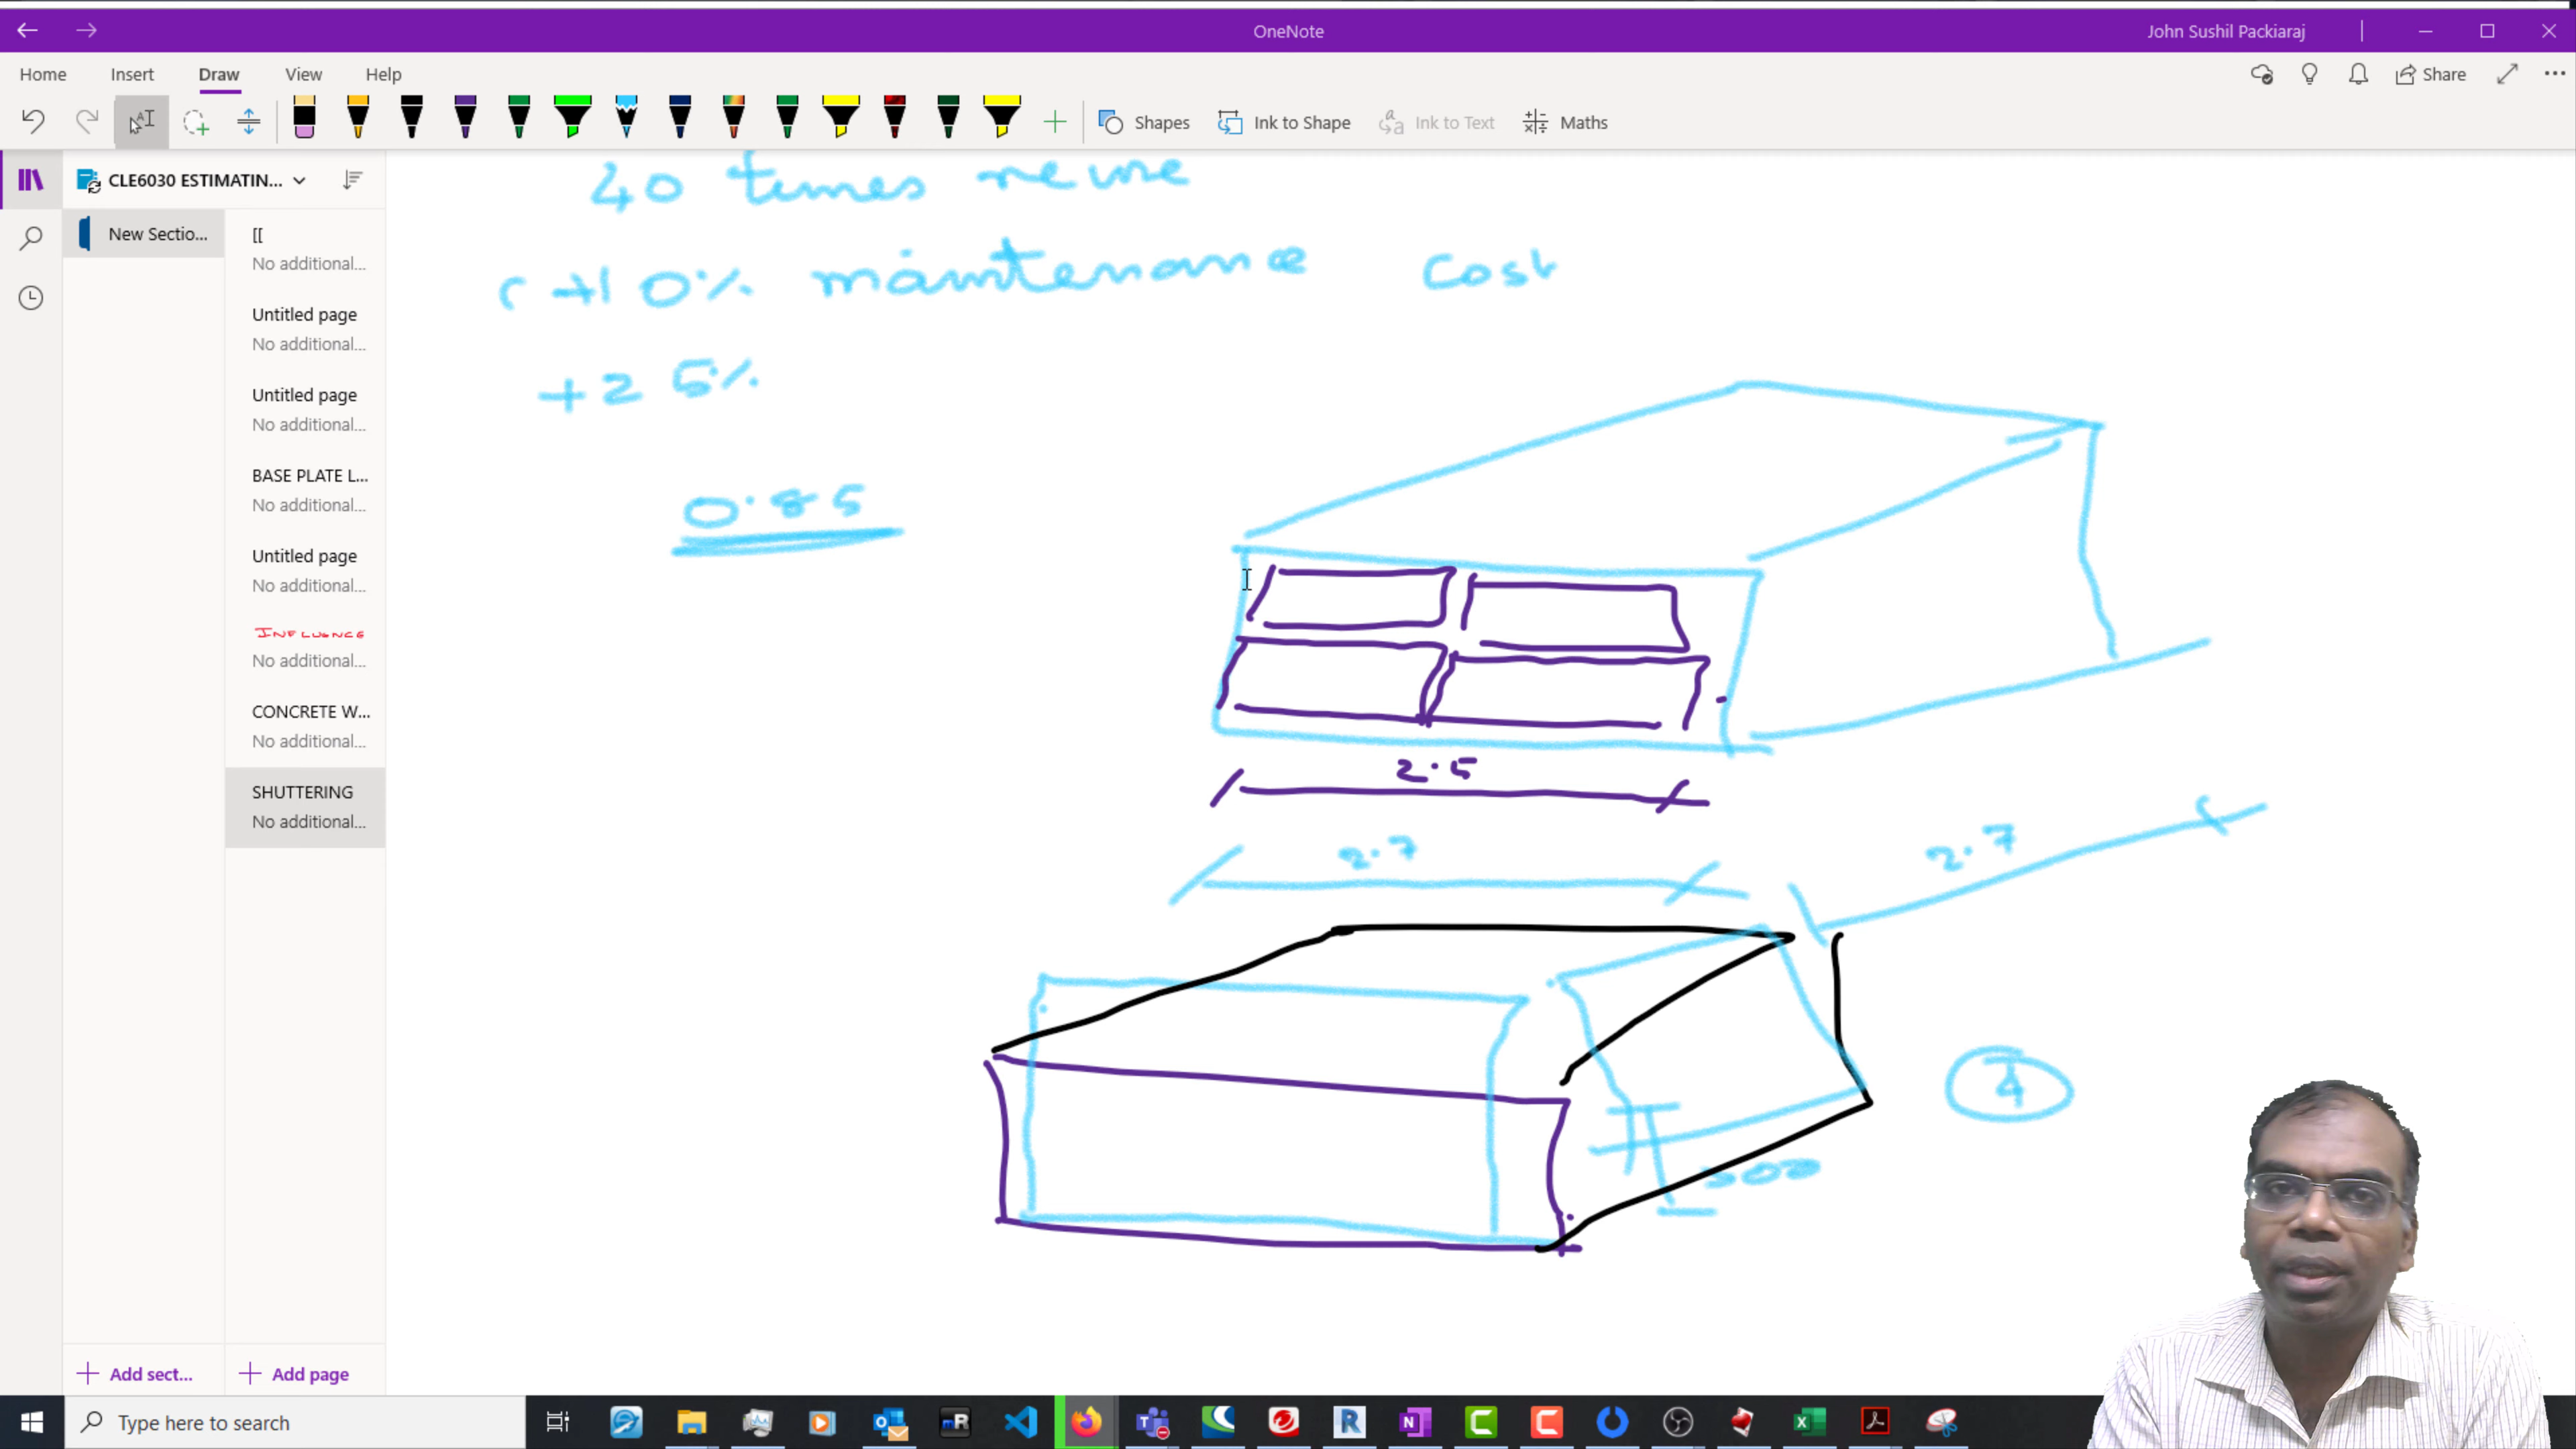 OneNote
John Sushil Packiaraj
Home Insert Draw View Help
Share
Shapes
Ink to Shape
Ink to Text
Maths
CLE6030 ESTIMATIN...
New Sectio...
[[
No additional...
Untitled page
No additional...
Untitled page
No additional...
BASE PLATE L...
No additional...
Untitled page
No additional...
INFLUENCE
No additional...
CONCRETE W...
No additional...
SHUTTERING
No additional...
Add sect...
Add page
40 times
+10% maintenance cost
+25%
0.85
2.5
2.7
2.7
4
Type here to search